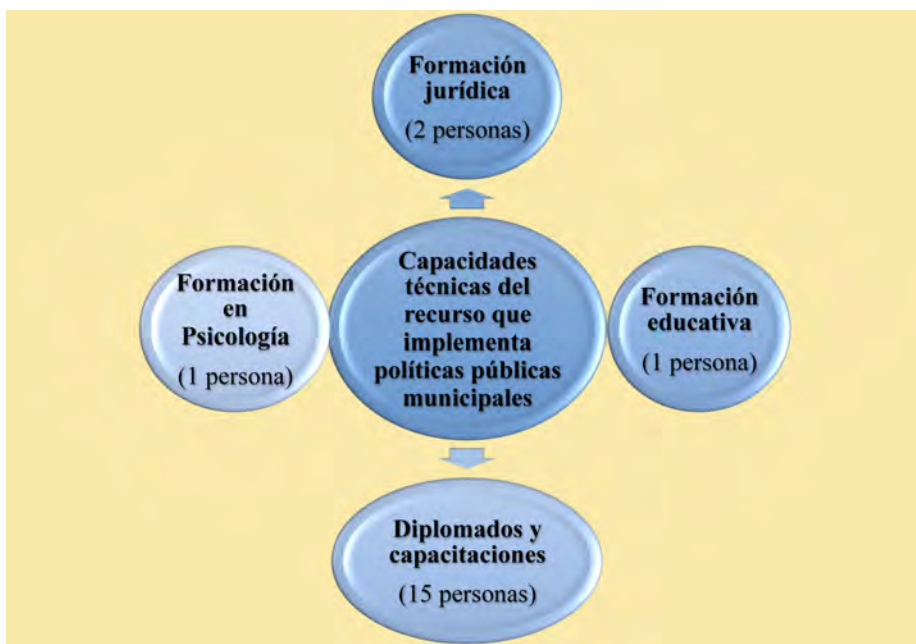 Formación
jurídica
(2 personas)
Formación
en
Psicología
(1 persona)
Capacidades
técnicas del
recurso que
implementa
políticas públicas
municipales
Formación
educativa
(1 persona)
Diplomados y
capacitaciones
(15 personas)